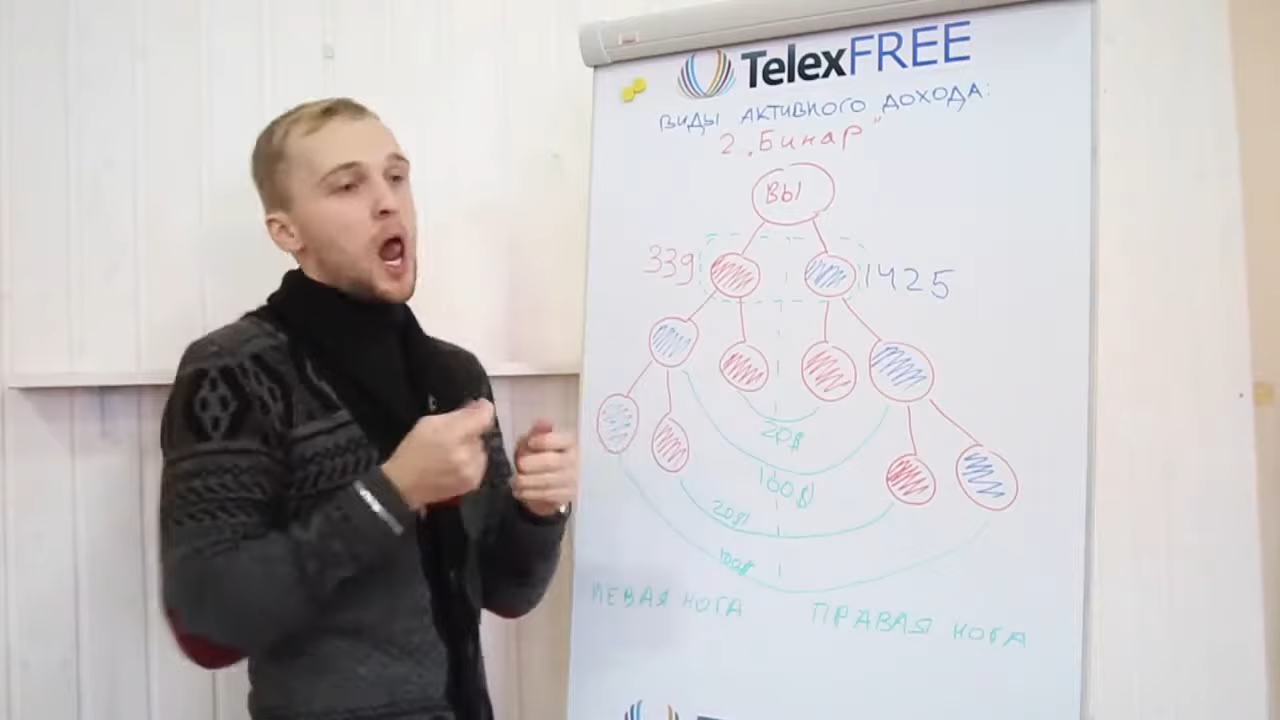 TelexFREE
ВИДЫ АКТИВНОГО ДОХОДА:
2. „Бинар"
ВЫ
339
1425
20$
100$
20$
100$
ЛЕВАЯ НОГА
ПРАВАЯ НОГА